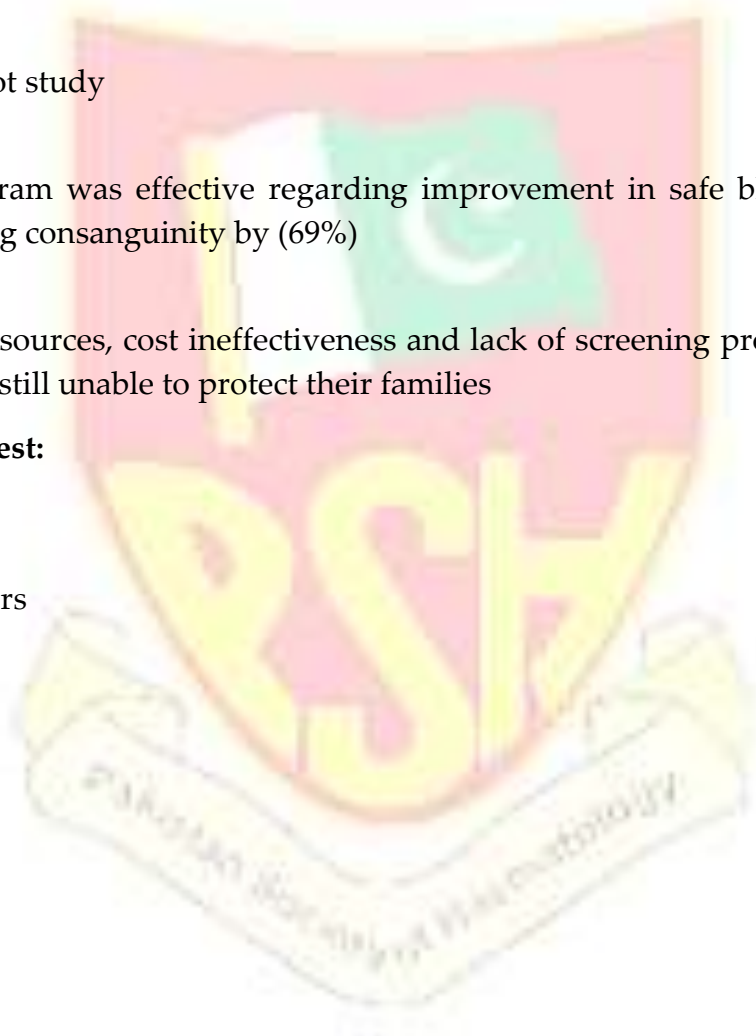 ot study
ram was effective regarding improvement in safe b
g consanguinity by (69%)
sources, cost ineffectiveness and lack of screening pr
still unable to protect their families
est:
rs
PSH
Pakistan Society of Haematology